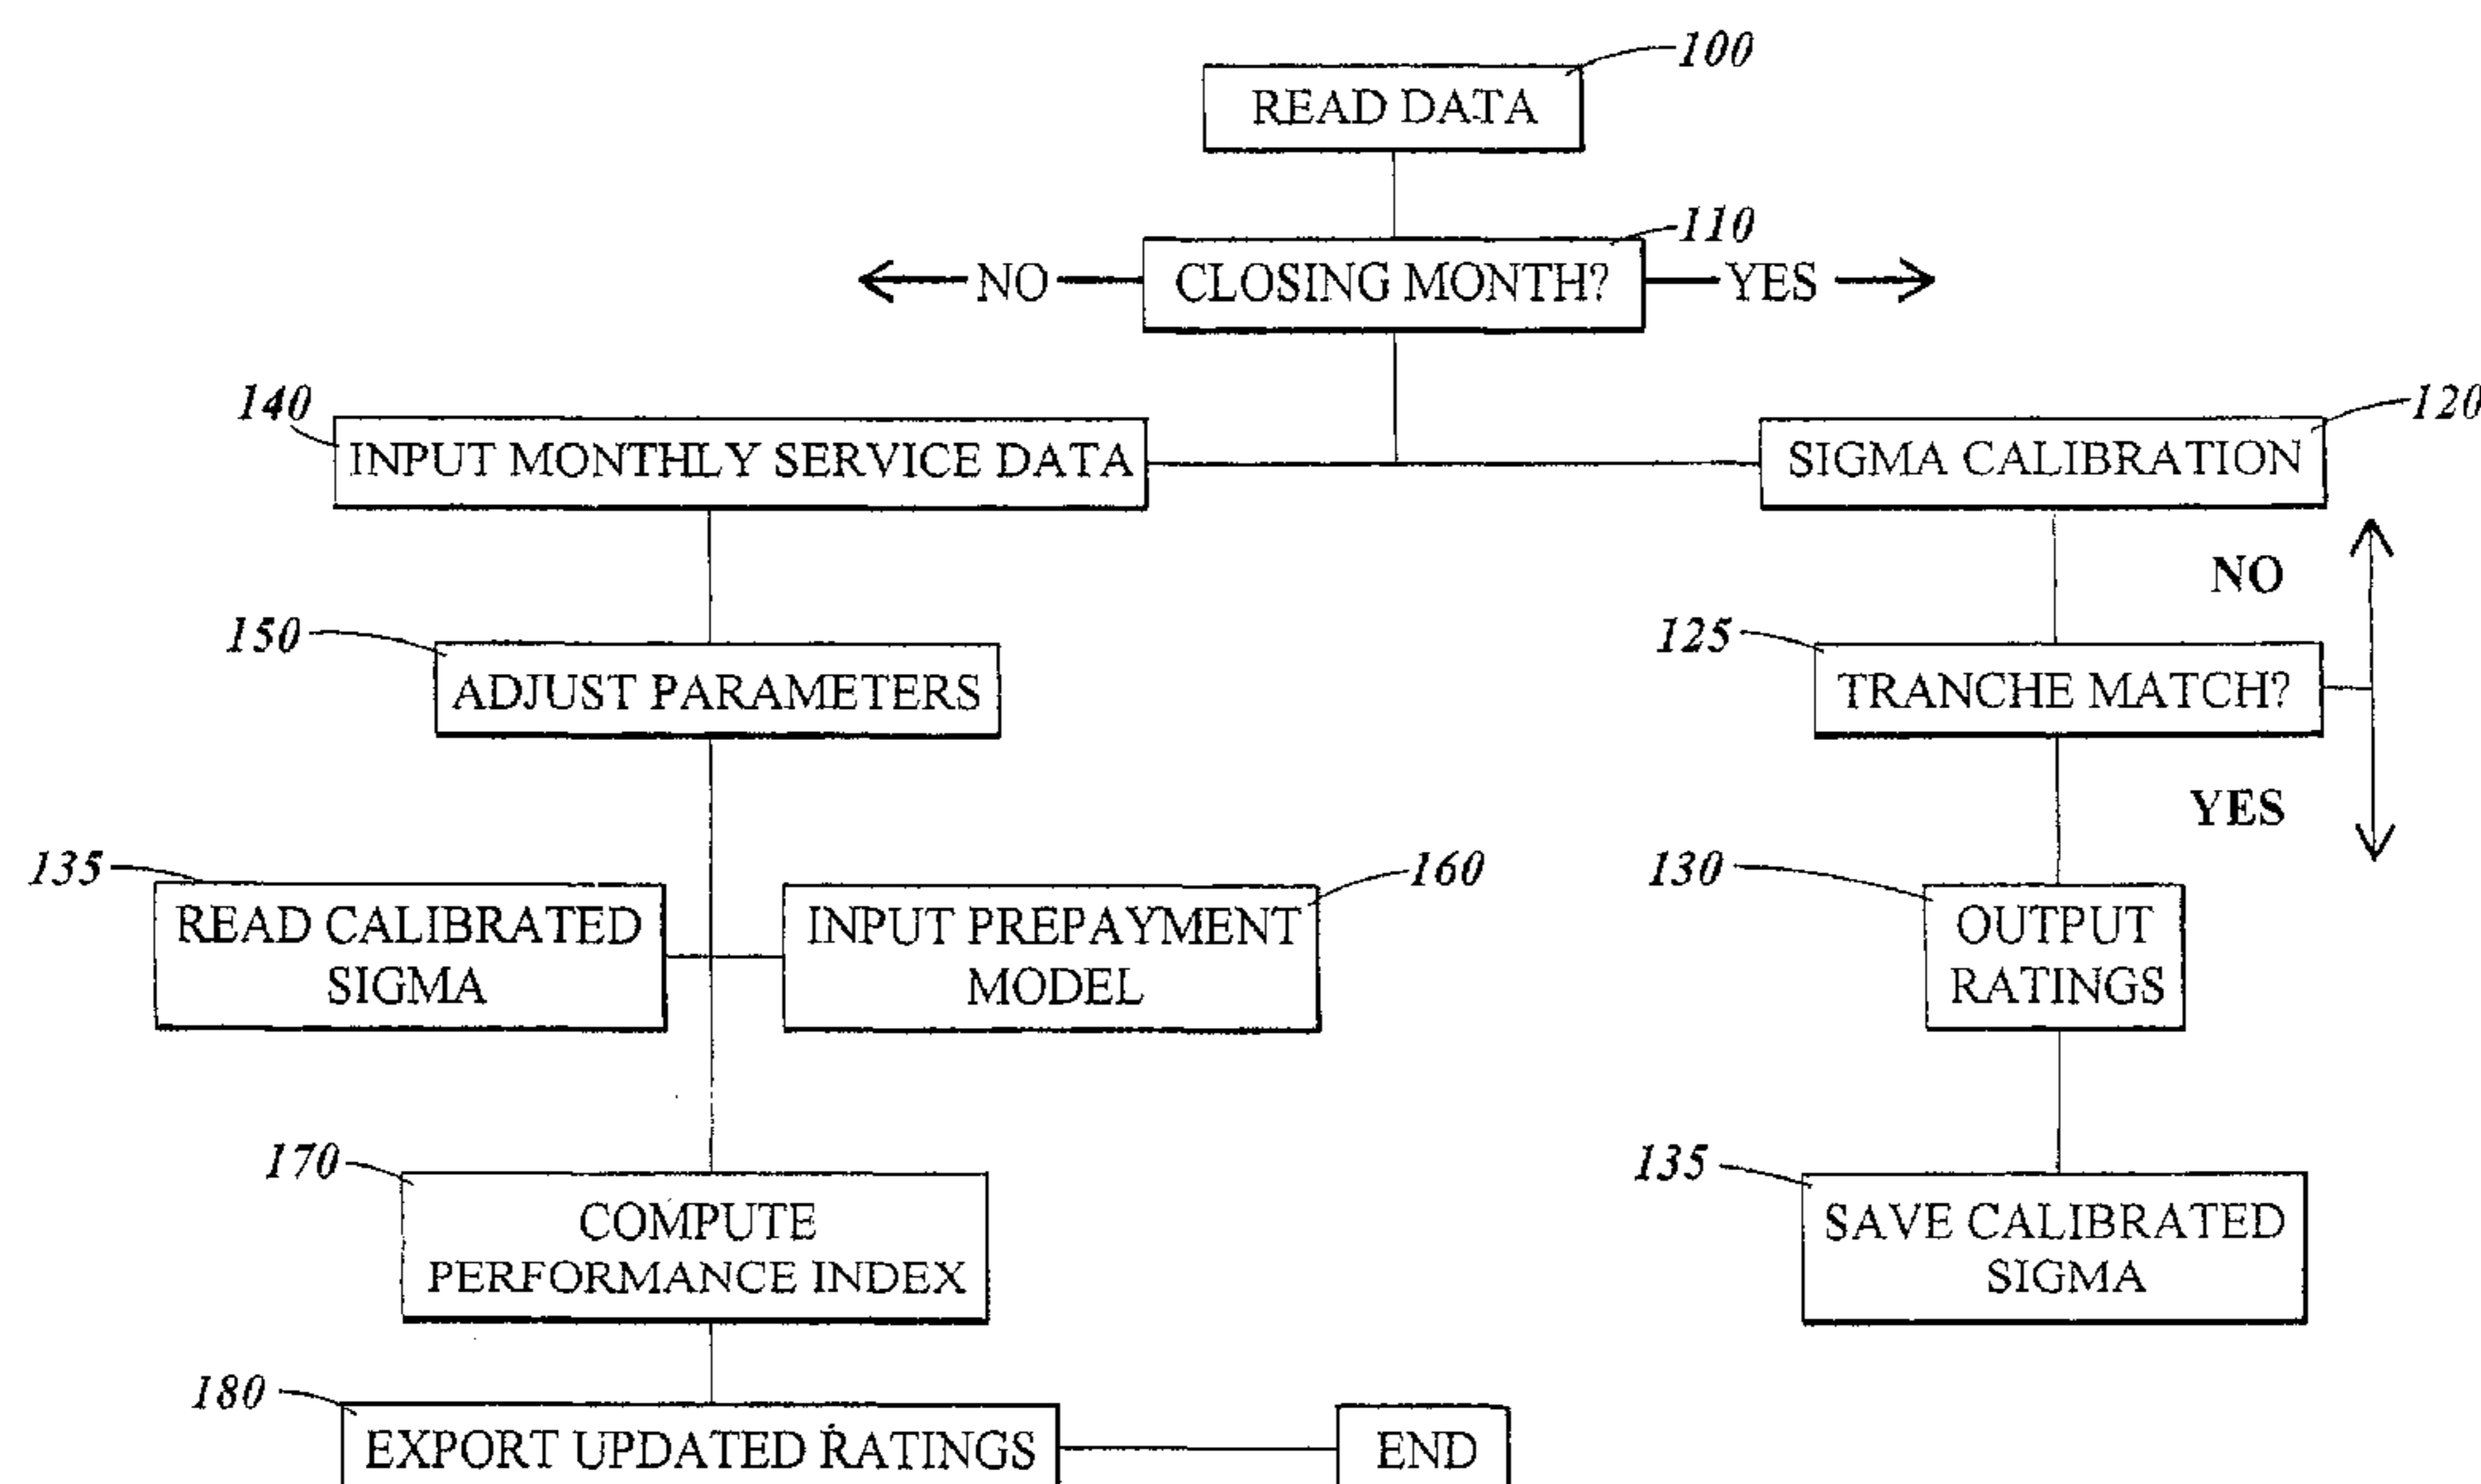 100
READ DATA
110
NO
CLOSING MONTH?
YES
140
INPUT MONTHLY SERVICE DATA
120
SIGMA CALIBRATION
NO
150
ADJUST PARAMETERS
125
TRANCHE MATCH?
YES
135
READ CALIBRATED
SIGMA
160
INPUT PREPAYMENT
MODEL
130
OUTPUT
RATINGS
170
COMPUTE
PERFORMANCE INDEX
135
SAVE CALIBRATED
SIGMA
180
EXPORT UPDATED RATINGS
END